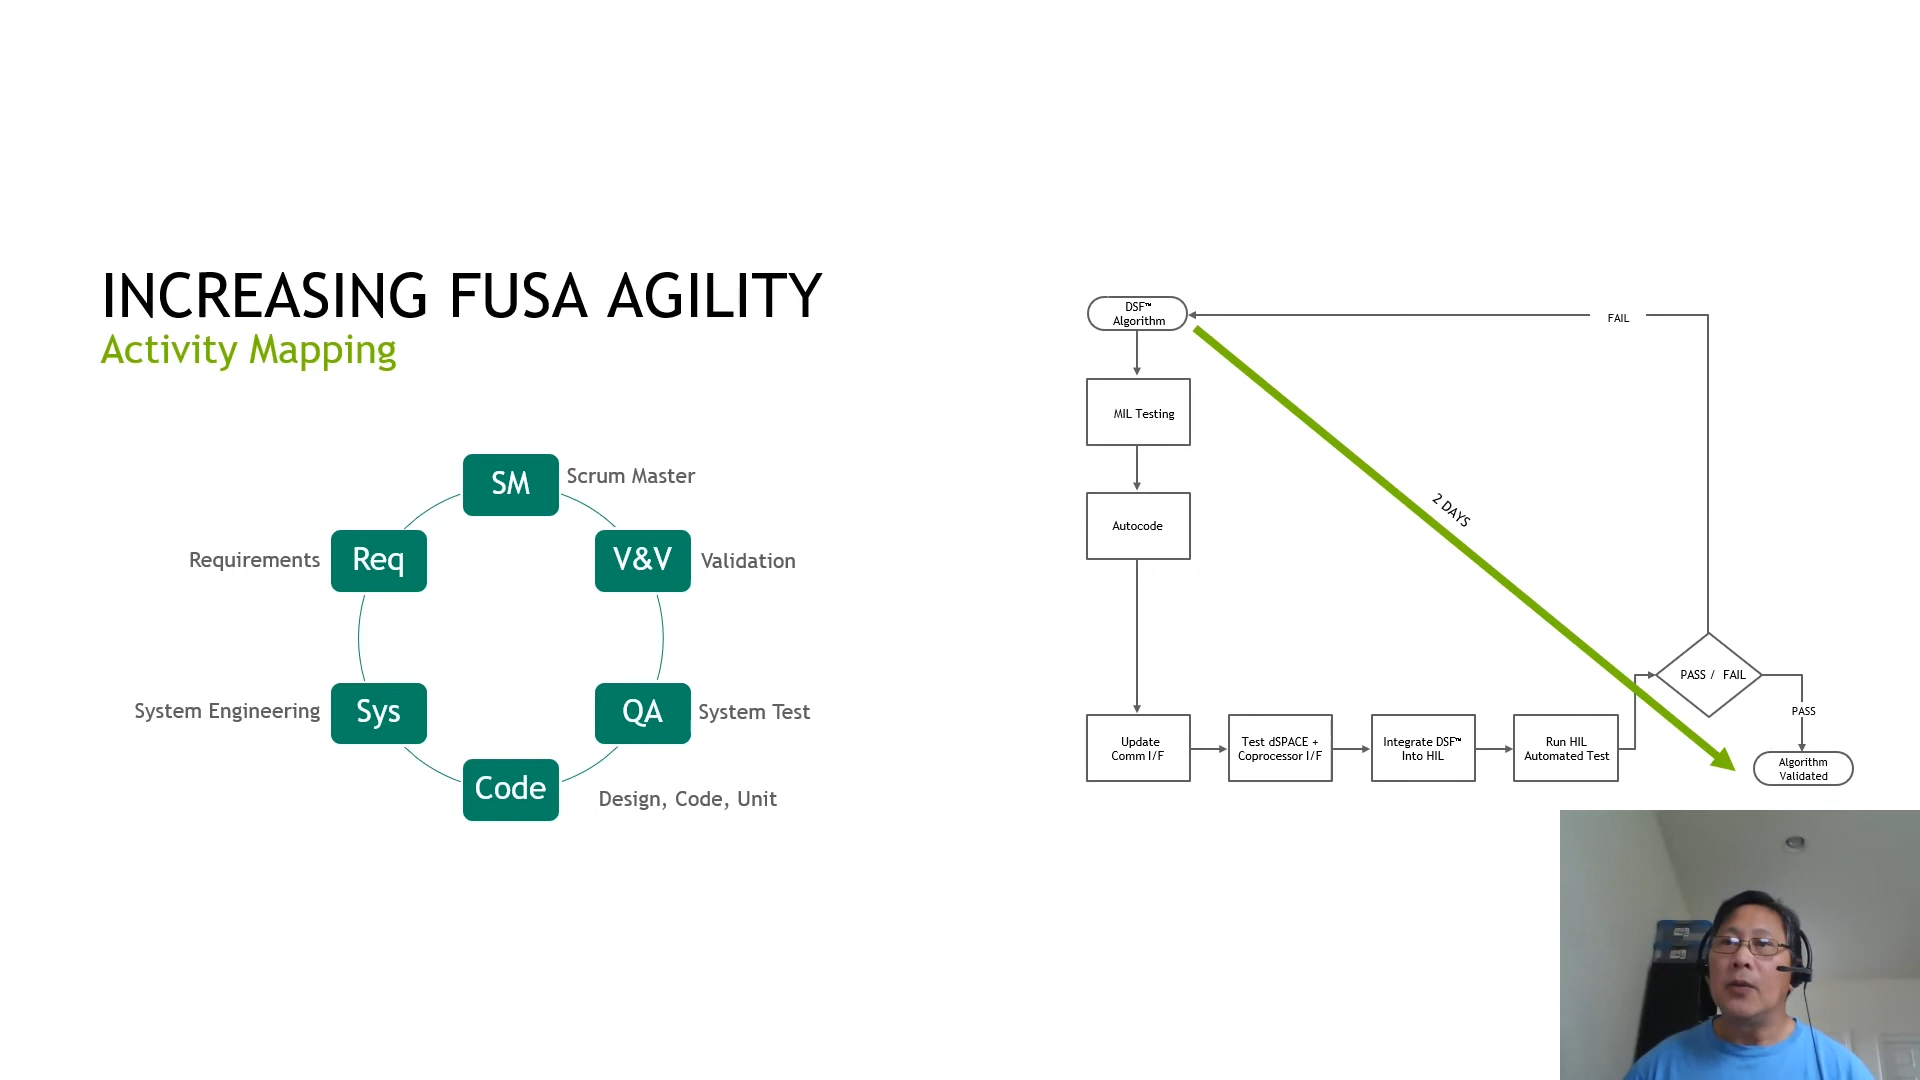 INCREASING FUSA AGILITY
Activity Mapping
SM
Scrum Master
Requirements
Req
V&V
Validation
System Engineering
Sys
QA
System Test
Code
Design, Code, Unit
DSF™
Algorithm
FAIL
MIL Testing
Autocode
2 DAYS
PASS / FAIL
PASS
Update
Comm I/F
Test dSPACE +
Coprocessor I/F
Integrate DSF™
Into HIL
Run HIL
Automated Test
Algorithm
Validated